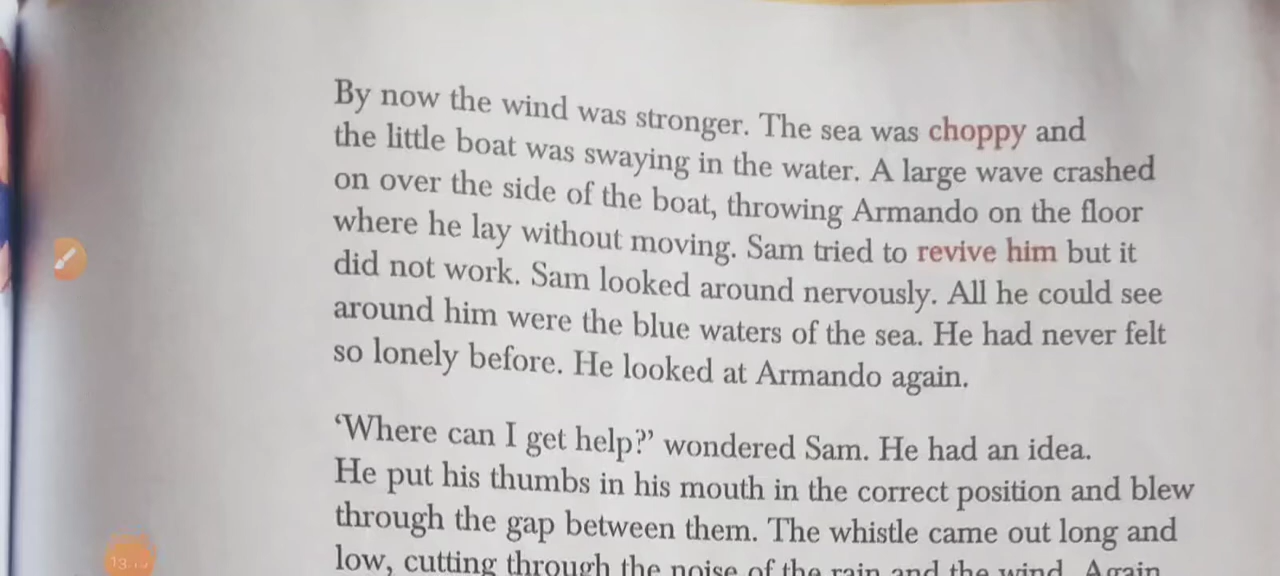 By now the wind was stronger. The sea was choppy and
the little boat was swaying in the water. A large wave crashed
on over the side of the boat, throwing Armando on the floor
where he lay without moving. Sam tried to revive him but it
did not work. Sam looked around nervously. All he could see
around him were the blue waters of the sea. He had never felt
so lonely before. He looked at Armando again.
‘Where can I get help?’ wondered Sam. He had an idea.
He put his thumbs in his mouth in the correct position and blew
through the gap between them. The whistle came out long and
low, cutting through the noise of the rain and the wind. Again